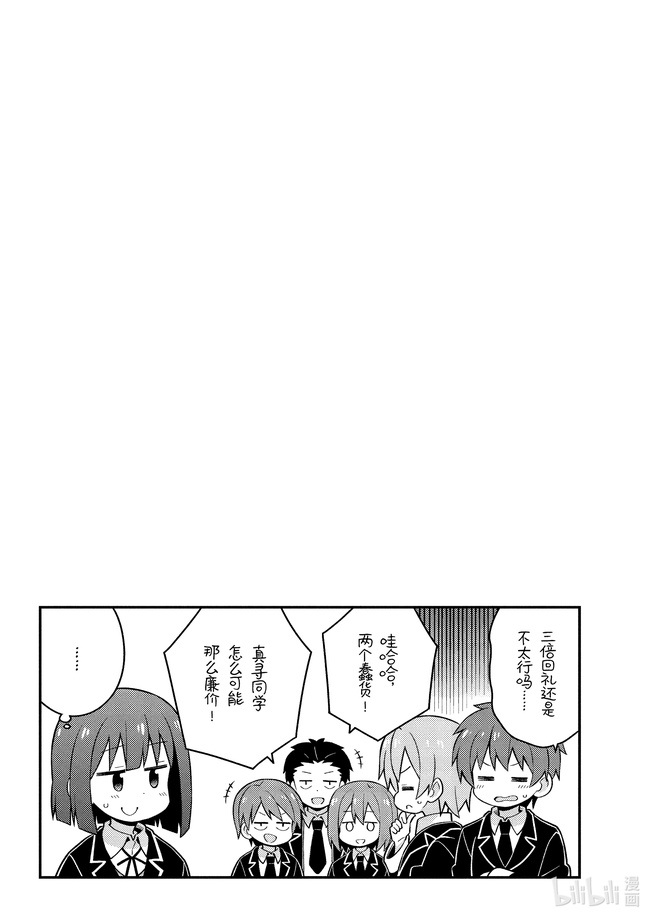 三倍回礼还是
不太行吗……
哇哈哈，
两个蠢货！
真寻同学
怎么可能
那么廉价！
……
bilibili
漫画